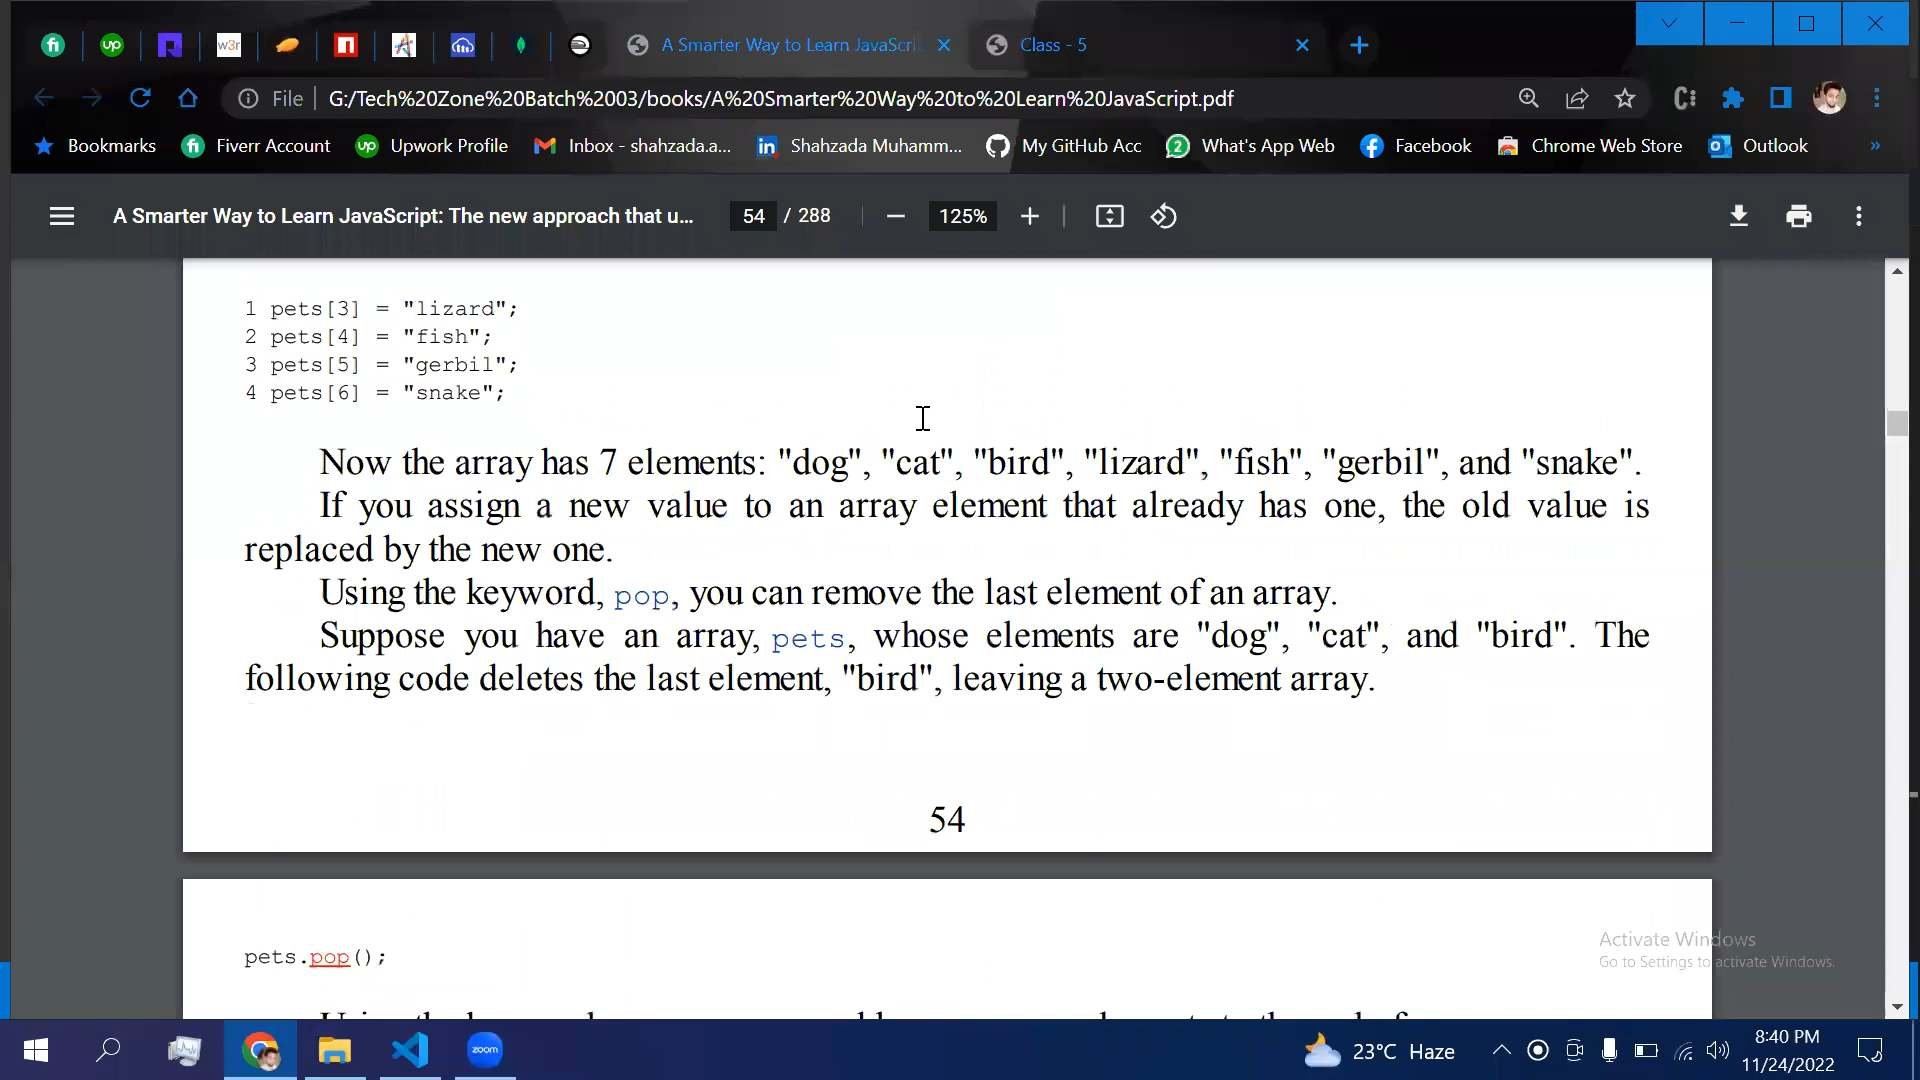 fi
up
w3r
A Smarter Way to Learn JavaScri
Class - 5
File
G:/Tech%20Zone%20Batch%2003/books/A%20Smarter%20Way%20to%20Learn%20JavaScript.pdf
Bookmarks
fi Fiverr Account
up Upwork Profile
Inbox - shahzada.a...
in Shahzada Muhamm...
My GitHub Acc
2 What's App Web
Facebook
Chrome Web Store
Outlook
»
A Smarter Way to Learn JavaScript: The new approach that u...
54 / 288
125%
1 pets[3] = "lizard";
2 pets[4] = "fish";
3 pets[5] = "gerbil";
4 pets[6] = "snake";
Now the array has 7 elements: "dog", "cat", "bird", "lizard", "fish", "gerbil", and "snake".
If you assign a new value to an array element that already has one, the old value is
replaced by the new one.
Using the keyword, pop, you can remove the last element of an array.
Suppose you have an array, pets, whose elements are "dog", "cat", and "bird". The
following code deletes the last element, "bird", leaving a two-element array.
54
pets.pop();
Activate Windows
Go to Settings to activate Windows.
zoom
23°C Haze
8:40 PM
11/24/2022